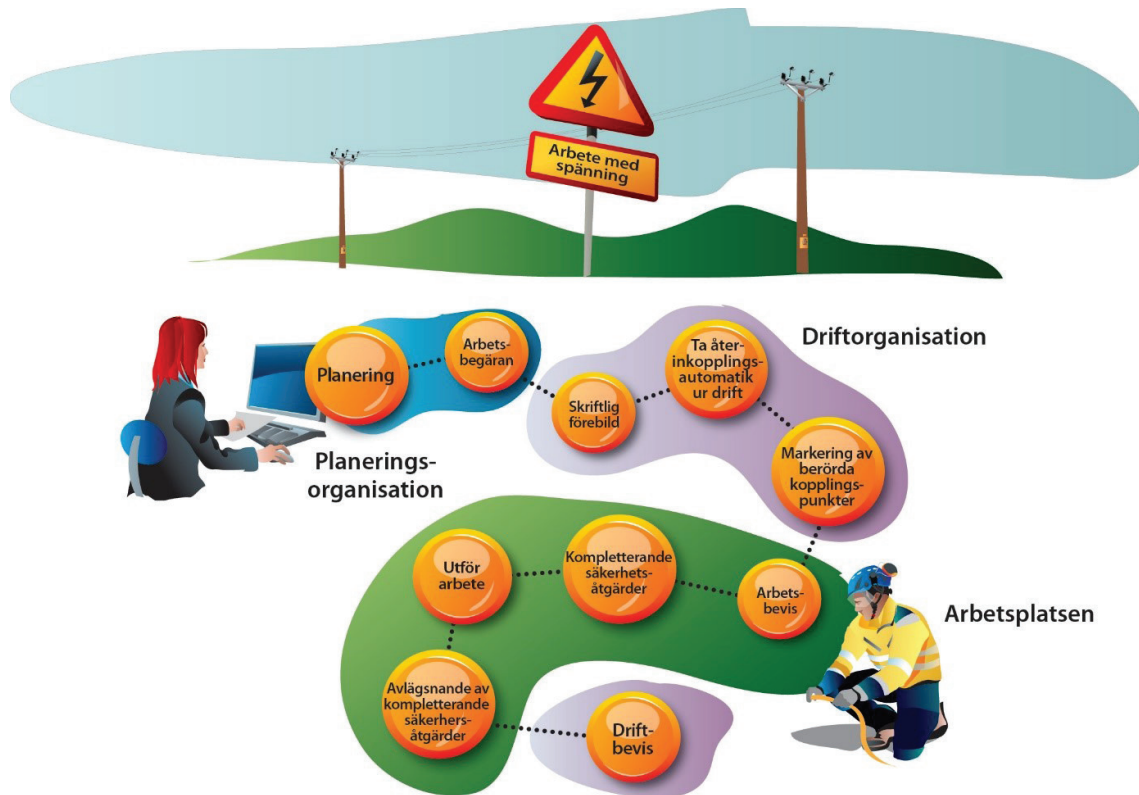 Arbete med
spänning
Planering
Arbets-
begäran
Planerings-
organisation
Driftorganisation
Skriftlig
förebild
Ta åter-
inkopplings-
automatik
ur drift
Markering av
berörda
kopplings-
punkter
Arbetsplatsen
Arbets-
bevis
Kompletterande
säkerhets-
åtgärder
Utför
arbete
Avlägsnande av
kompletterande
säkerhers-
åtgärder
Drift-
bevis